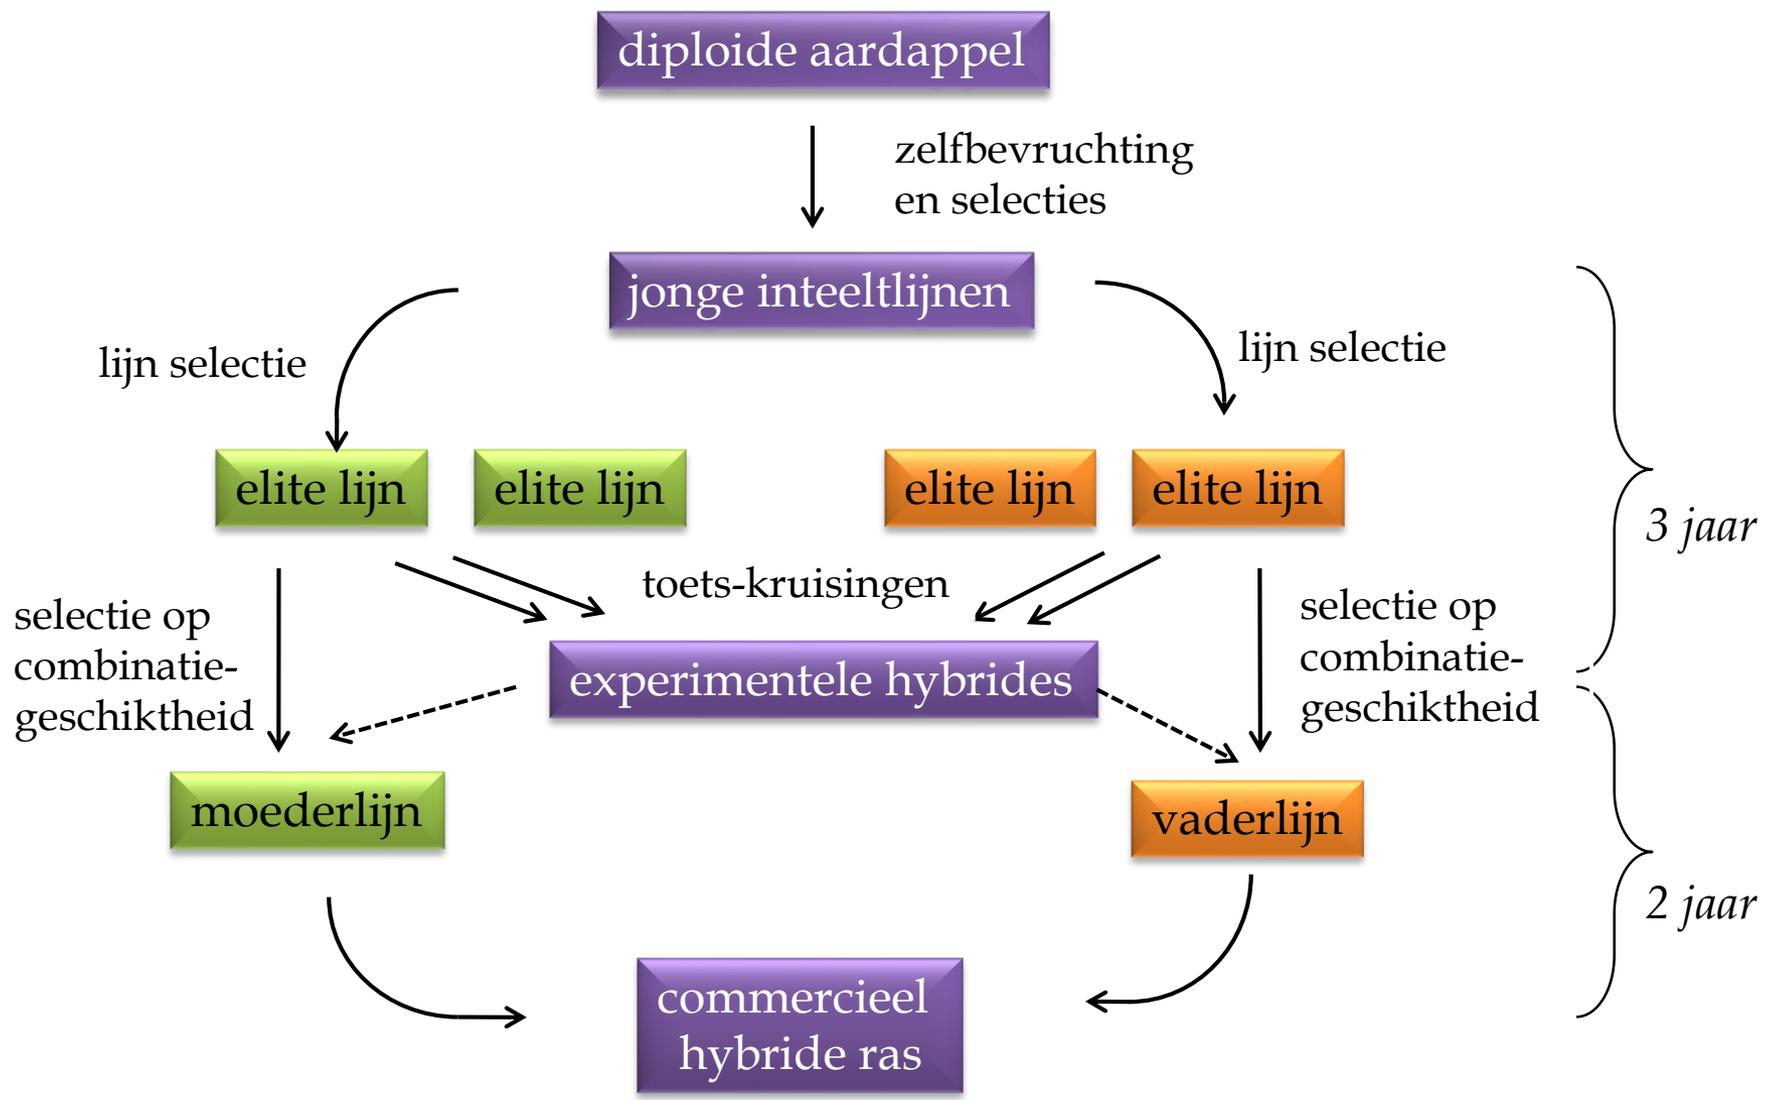 diploide aardappel
zelfbevruchting
en selecties
jonge inteeltlijnen
lijn selectie
lijn selectie
elite lijn
elite lijn
elite lijn
elite lijn
3 jaar
toets-kruisingen
selectie op
combinatie-
geschiktheid
selectie op
combinatie-
geschiktheid
experimentele hybrides
moederlijn
vaderlijn
2 jaar
commercieel
hybride ras